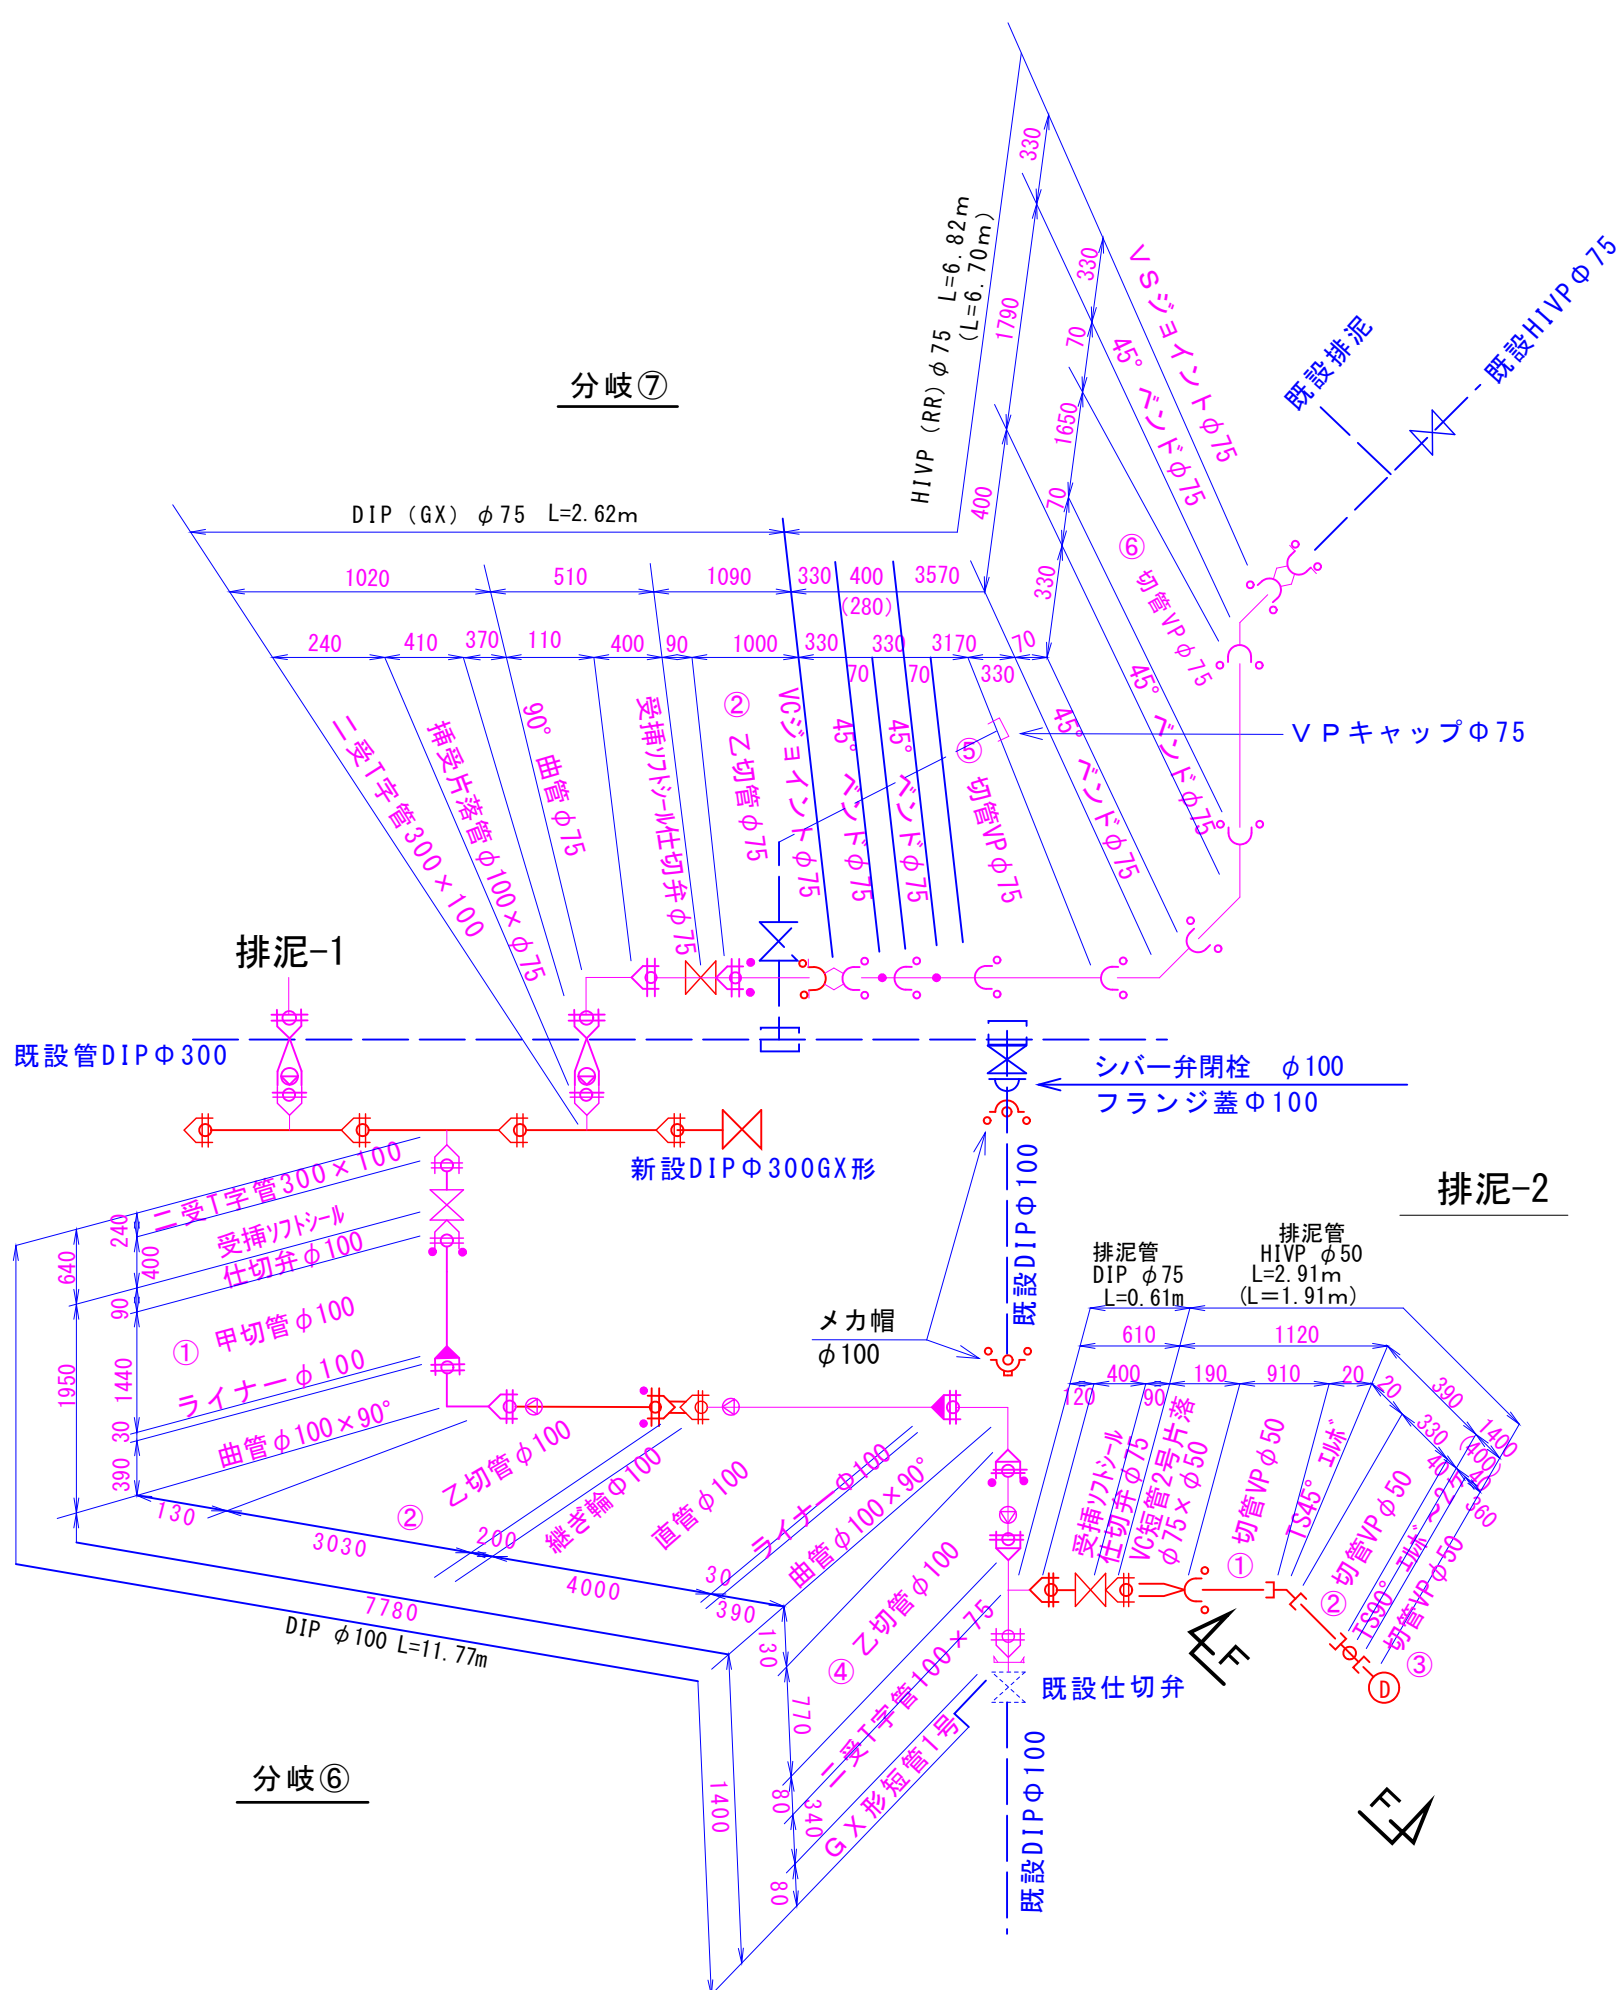 分岐⑦
DIP (GX) φ75 L=2.62m
HIVP (RR) φ75 L=6.82m
(L=6.70m)
1020
510
1090
330
400
3570
(280)
240
410
370
110
400
90
1000
330
330
3170
70
70
70
330
330
1790
400
330
70
1650
70
330
二受T字管300×100
挿受片落管φ100×φ75
90° 曲管φ75
受挿ソフトシール仕切弁φ75
② 乙切管φ75
VCジョイントφ75
45° ベンドφ75
45° ベンドφ75
⑤ 切管VPφ75
45° ベンドφ75
45° ベンドφ75
⑥ 切管VPφ75
45° ベンドφ75
VSジョイントφ75
既設排泥
既設HIVPΦ75
VPキャップΦ75
排泥-1
既設管DIPΦ300
新設DIPΦ300GX形
シバー弁閉栓 φ100
フランジ蓋Φ100
既設DIPΦ100
メカ帽
φ100
二受T字管300×100
受挿ソフトシール
仕切弁φ100
① 甲切管φ100
ライナーφ100
曲管φ100×90°
640
1950
240
400
90
1440
30
390
130
3030
200
4000
30
390
7780
DIP φ100 L=11.77m
② 乙切管φ100
継ぎ輪Φ100
直管φ100
ライナーφ100
曲管φ100×90°
④ 乙切管φ100
二受T字管100×75
GX形短管1号
130
770
80
340
80
1400
分岐⑥
既設仕切弁
既設DIPΦ100
排泥-2
排泥管
DIP φ75
L=0.61m
排泥管
HIVP φ50
L=2.91m
(L=1.91m)
610
1120
120
400
90
190
910
20
20
390
1400
330
(400)
40
40
360
受挿ソフトシール
仕切弁φ75
VC短管2号片落
φ75×φ50
① 切管VPφ50
TS45° エルボ
② 切管VPφ50
TS90° エルボ~2ケ
切管VPφ50
③
D
F
F